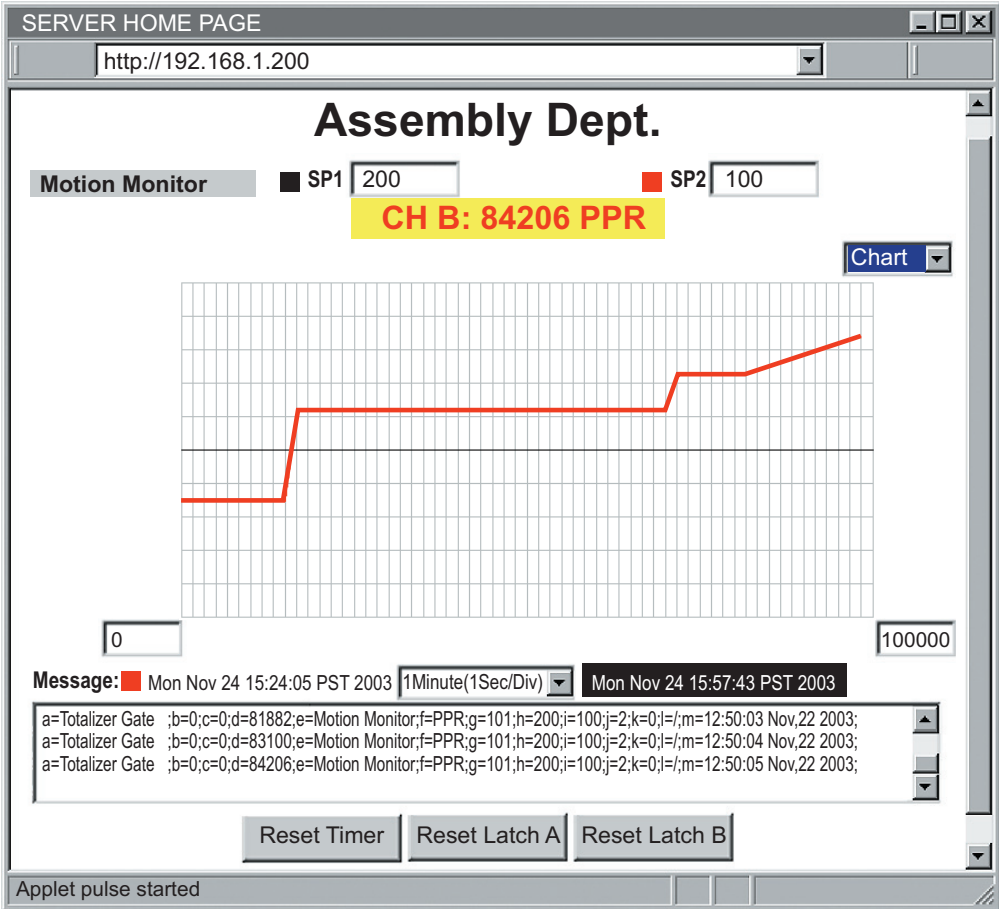 SERVER HOME PAGE
http://192.168.1.200
Assembly Dept.
Motion Monitor
SP1 200
SP2 100
CH B: 84206 PPR
Chart
0
100000
Message: Mon Nov 24 15:24:05 PST 2003 1Minute(1Sec/Div) Mon Nov 24 15:57:43 PST 2003
a=Totalizer Gate ;b=0;c=0;d=81882;e=Motion Monitor;f=PPR;g=101;h=200;i=100;j=2;k=0;l=/;m=12:50:03 Nov,22 2003;
a=Totalizer Gate ;b=0;c=0;d=83100;e=Motion Monitor;f=PPR;g=101;h=200;i=100;j=2;k=0;l=/;m=12:50:04 Nov,22 2003;
a=Totalizer Gate ;b=0;c=0;d=84206;e=Motion Monitor;f=PPR;g=101;h=200;i=100;j=2;k=0;l=/;m=12:50:05 Nov,22 2003;
Reset Timer
Reset Latch A
Reset Latch B
Applet pulse started